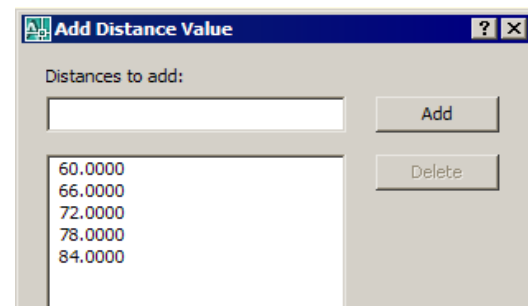 Add Distance Value
Distances to add:
Add
60.0000
66.0000
72.0000
78.0000
84.0000
Delete